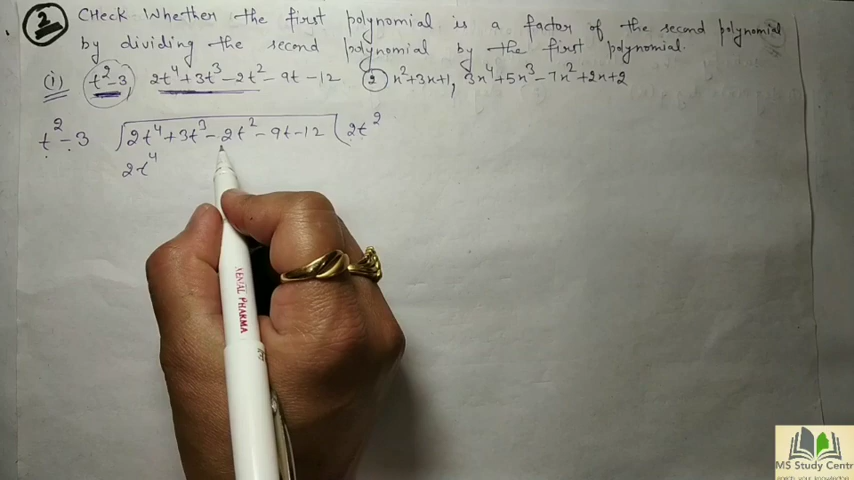 ② Check Whether the first polynomial is a factor of the second polynomial
by dividing the second polynomial by the first polynomial.
(i) t²-3, 2t⁴+3t³-2t²-9t-12 ② x²+3x+1, 3x⁴+5x³-7x²+2x+2
t²-3 2t⁴+3t³-2t²-9t-12 ( 2t²
2t⁴
XENIAL PHARMA
MS Study Centr